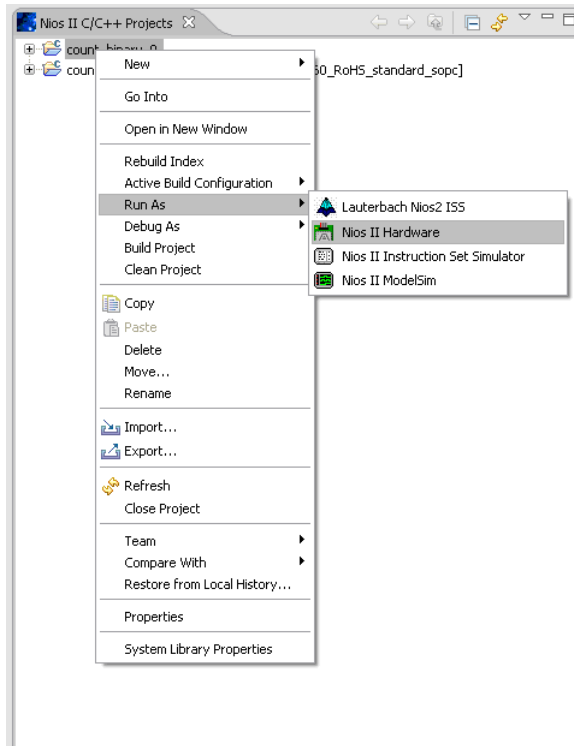 Nios II C/C++ Projects
count_binary_0
coun 60_RoHS_standard_sopc]
New
Go Into
Open in New Window
Rebuild Index
Active Build Configuration
Run As
Lauterbach Nios2 ISS
Nios II Hardware
Nios II Instruction Set Simulator
Nios II ModelSim
Debug As
Build Project
Clean Project
Copy
Paste
Delete
Move...
Rename
Import...
Export...
Refresh
Close Project
Team
Compare With
Restore from Local History...
Properties
System Library Properties